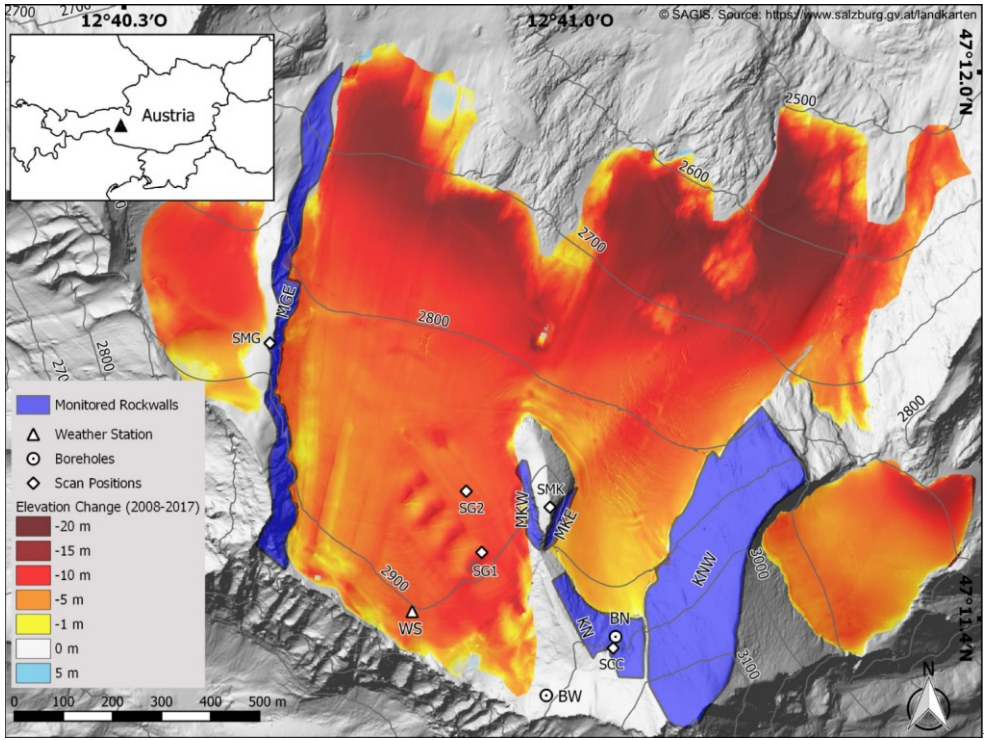 2700
2700
12°40.3′O
12°41.0′O
© SAGIS. Source: https://www.salzburg.gv.at/landkarten
47°12.0′N
Austria
2500
2600
2700
2800
MGE
SMG
2800
2800
Monitored Rockwalls
Weather Station
Boreholes
Scan Positions
Elevation Change (2008-2017)
-20 m
-15 m
-10 m
-5 m
-1 m
0 m
5 m
0 100 200 300 400 500 m
SG2
SG1
MKW
SMK
MKE
2900
WS
KNW
3000
KN
BN
SCC
BW
3100
47°11.4′N
N